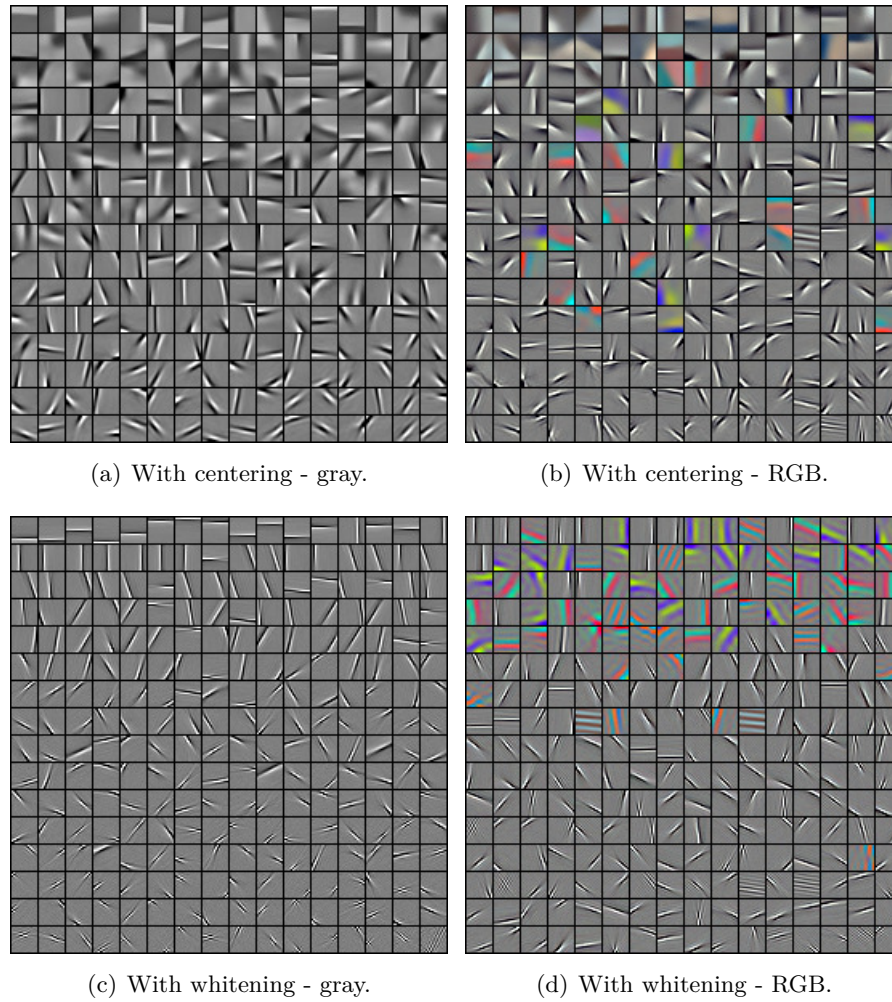 (a) With centering - gray.
(b) With centering - RGB.
(c) With whitening - gray.
(d) With whitening - RGB.